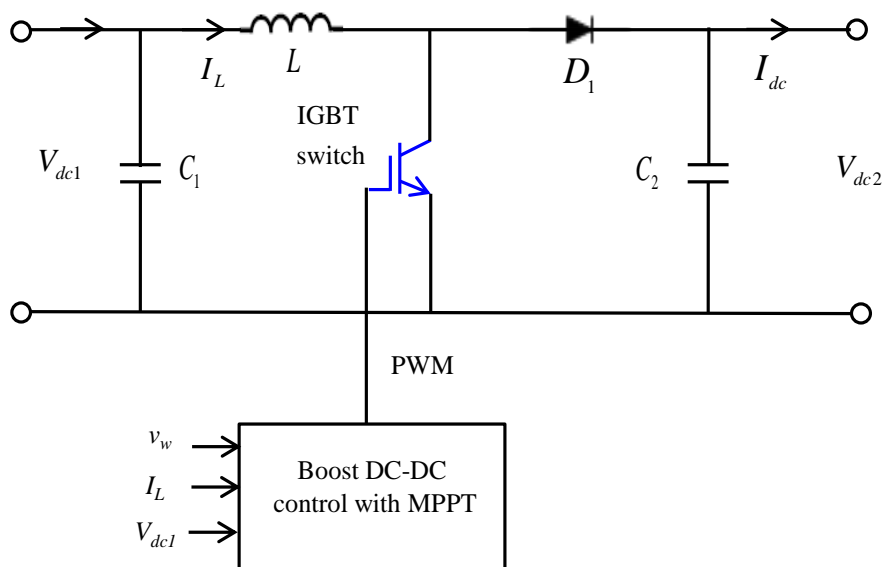 I_L
L
D_1
I_dc
IGBT
switch
V_dc1
C_1
C_2
V_dc2
PWM
v_w
I_L
V_dc1
Boost DC-DC
control with MPPT